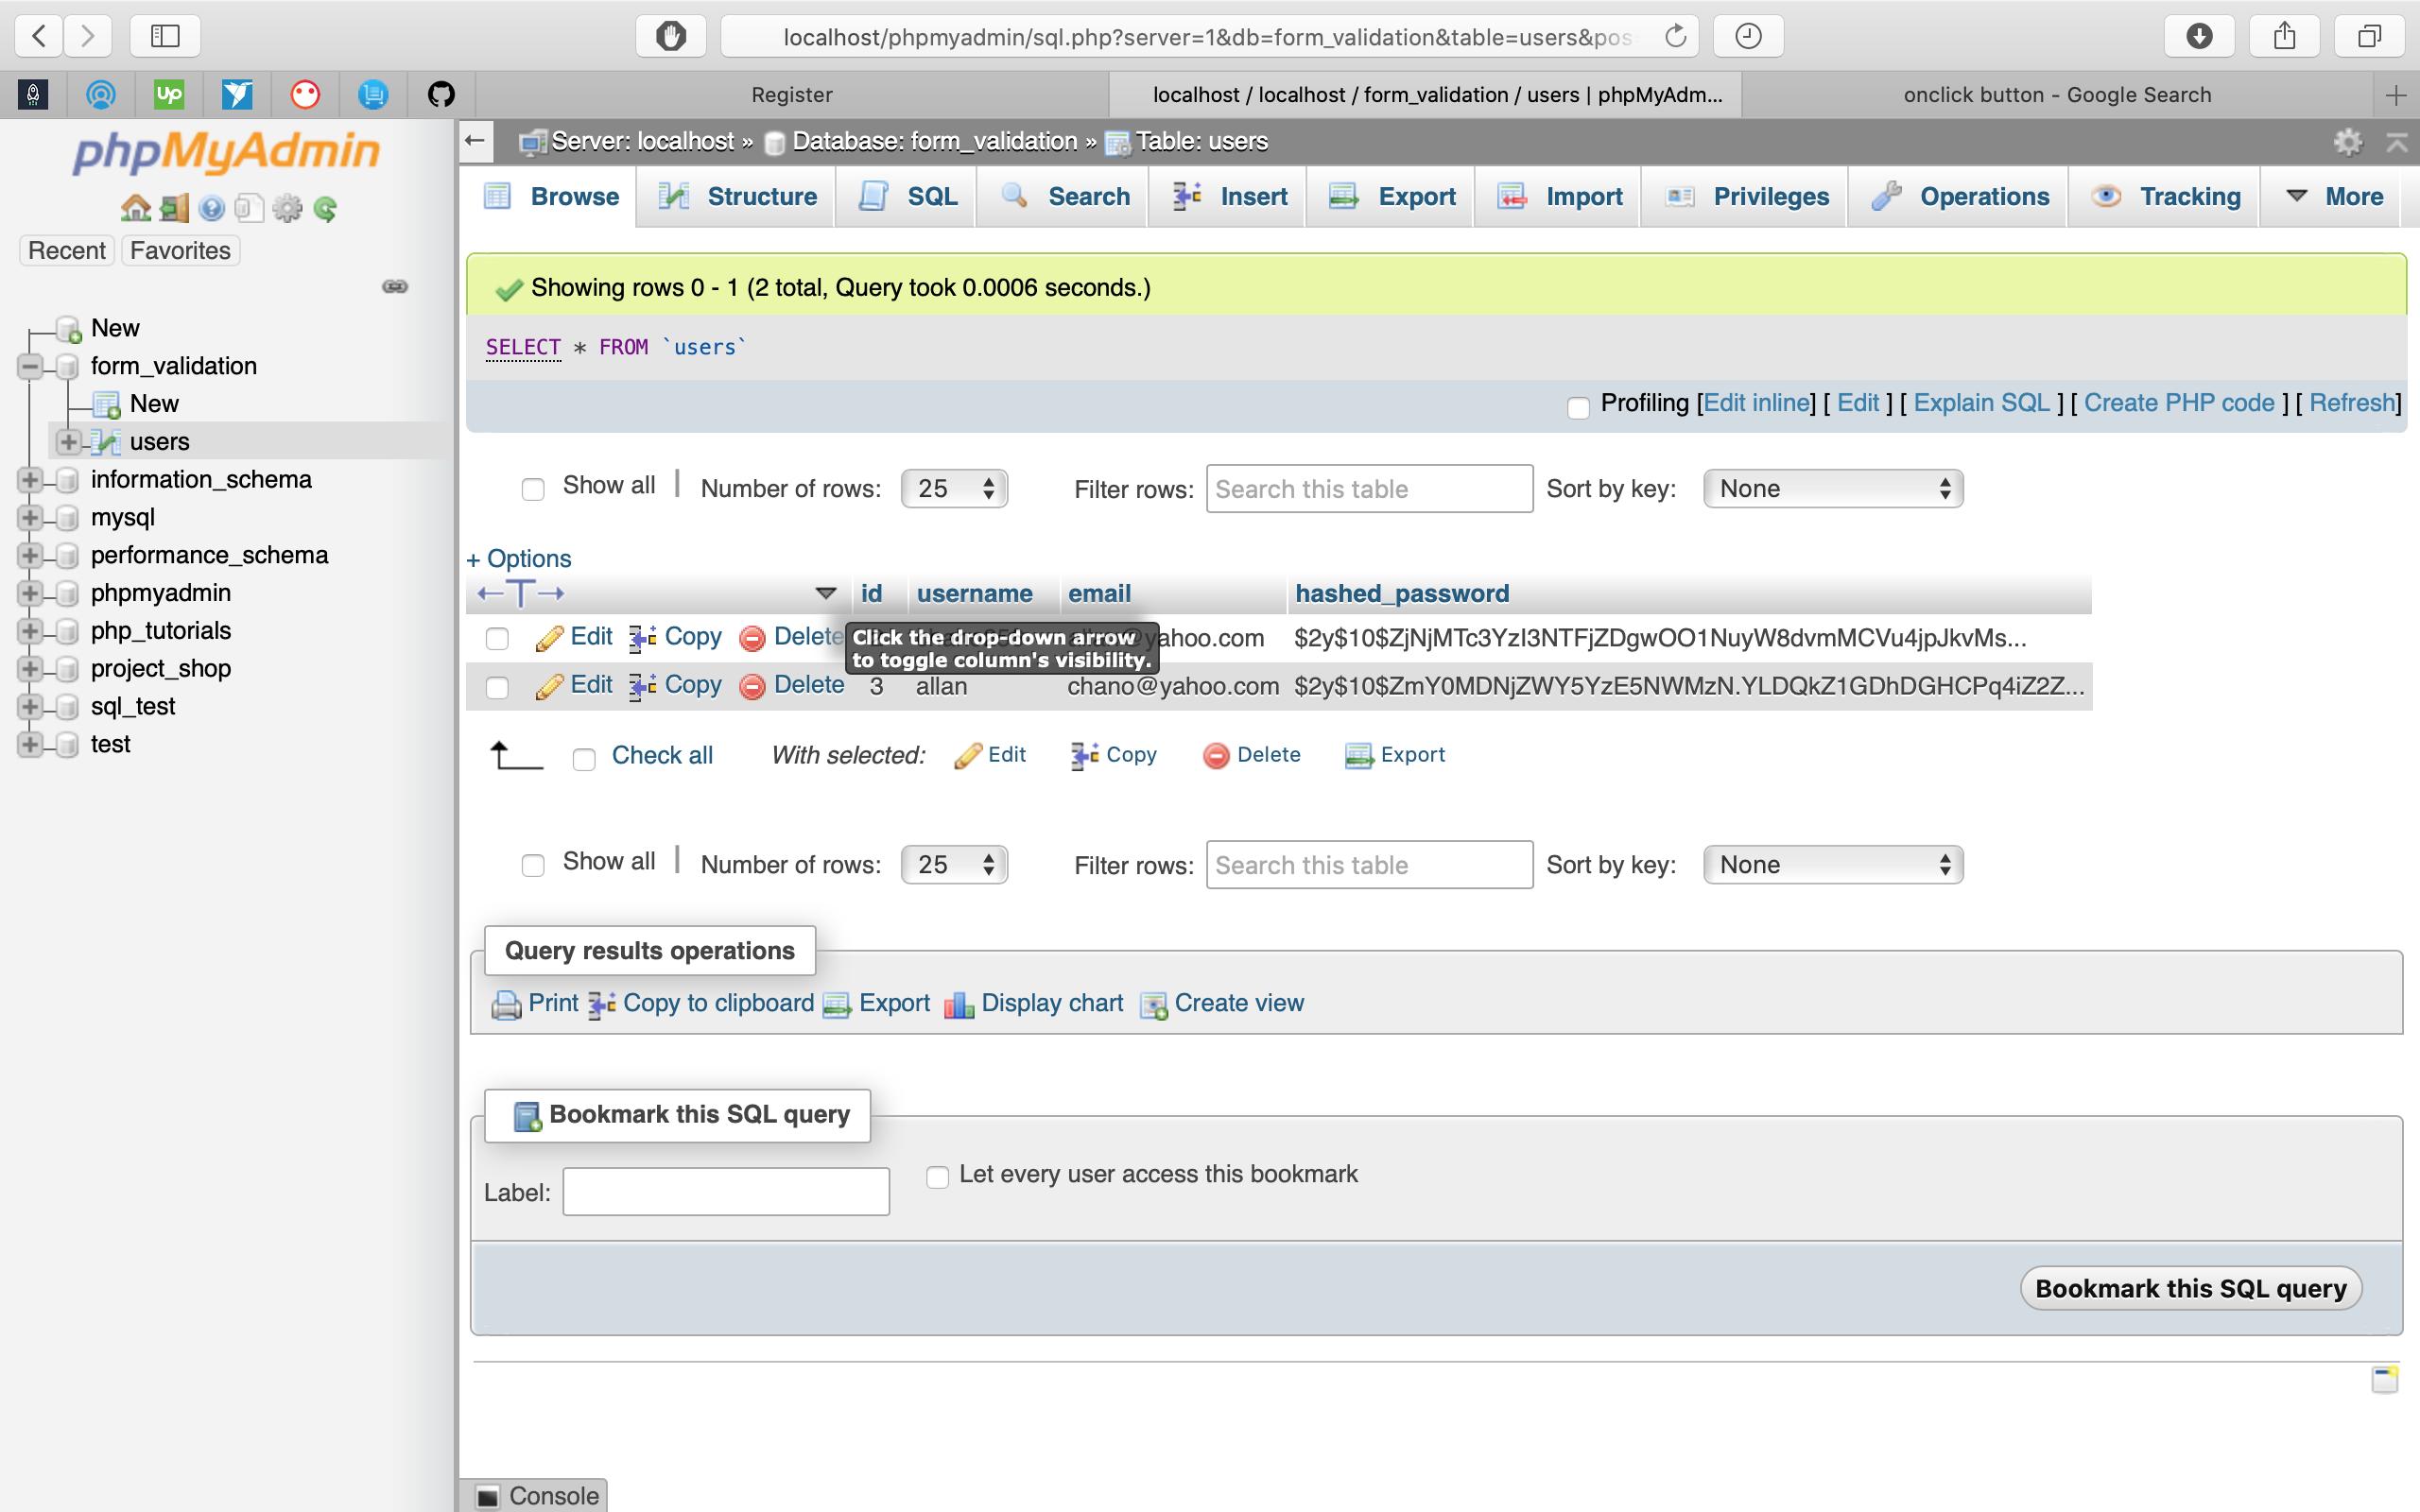 localhost/phpmyadmin/sql.php?server=1&db=form_validation&table=users&pos
Up
Register
localhost / localhost / form_validation / users | phpMyAdm...
onclick button - Google Search
phpMyAdmin
Server: localhost » Database: form_validation » Table: users
Browse Structure SQL Search Insert Export Import Privileges Operations Tracking More
Recent Favorites
New
form_validation
New
users
information_schema
mysql
performance_schema
phpmyadmin
php_tutorials
project_shop
sql_test
test
Showing rows 0 - 1 (2 total, Query took 0.0006 seconds.)
SELECT * FROM `users`
Profiling [Edit inline] [ Edit ] [ Explain SQL ] [ Create PHP code ] [ Refresh]
Show all | Number of rows: 25 Filter rows: Search this table Sort by key: None
+ Options
←T→ id username email hashed_password
Edit Copy Delete yahoo.com $2y$10$ZjNjMTc3YzI3NTFjZDgwOO1NuyW8dvmMCVu4jpJkvMs...
Click the drop-down arrow
to toggle column's visibility.
Edit Copy Delete 3 allan chano@yahoo.com $2y$10$ZmY0MDNjZWY5YzE5NWMzN.YLDQkZ1GDhDGHCPq4iZ2Z...
Check all With selected: Edit Copy Delete Export
Show all | Number of rows: 25 Filter rows: Search this table Sort by key: None
Query results operations
Print Copy to clipboard Export Display chart Create view
Bookmark this SQL query
Label: Let every user access this bookmark
Bookmark this SQL query
Console